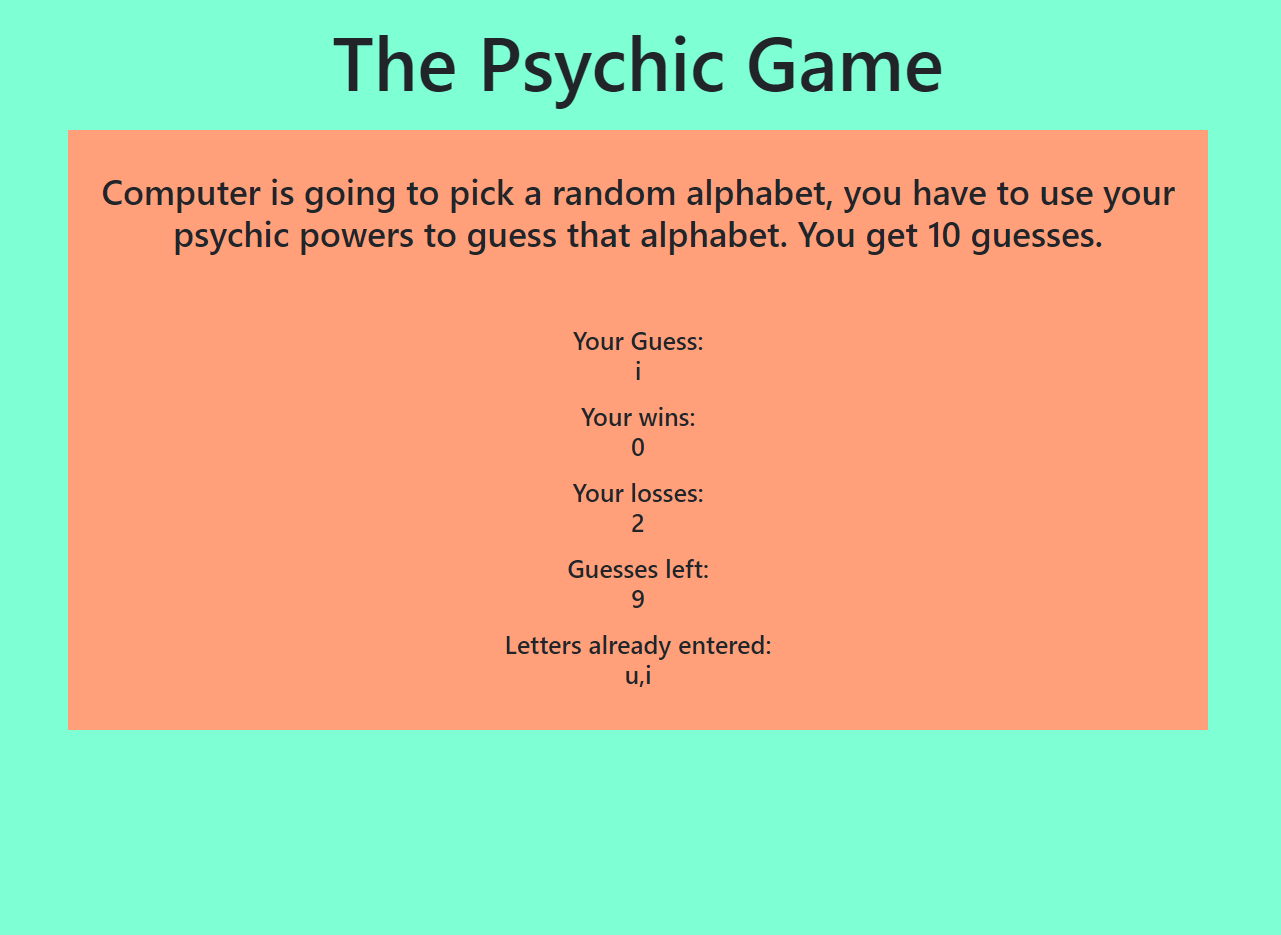 The Psychic Game
Computer is going to pick a random alphabet, you have to use your
psychic powers to guess that alphabet. You get 10 guesses.
Your Guess:
i
Your wins:
0
Your losses:
2
Guesses left:
9
Letters already entered:
u,i